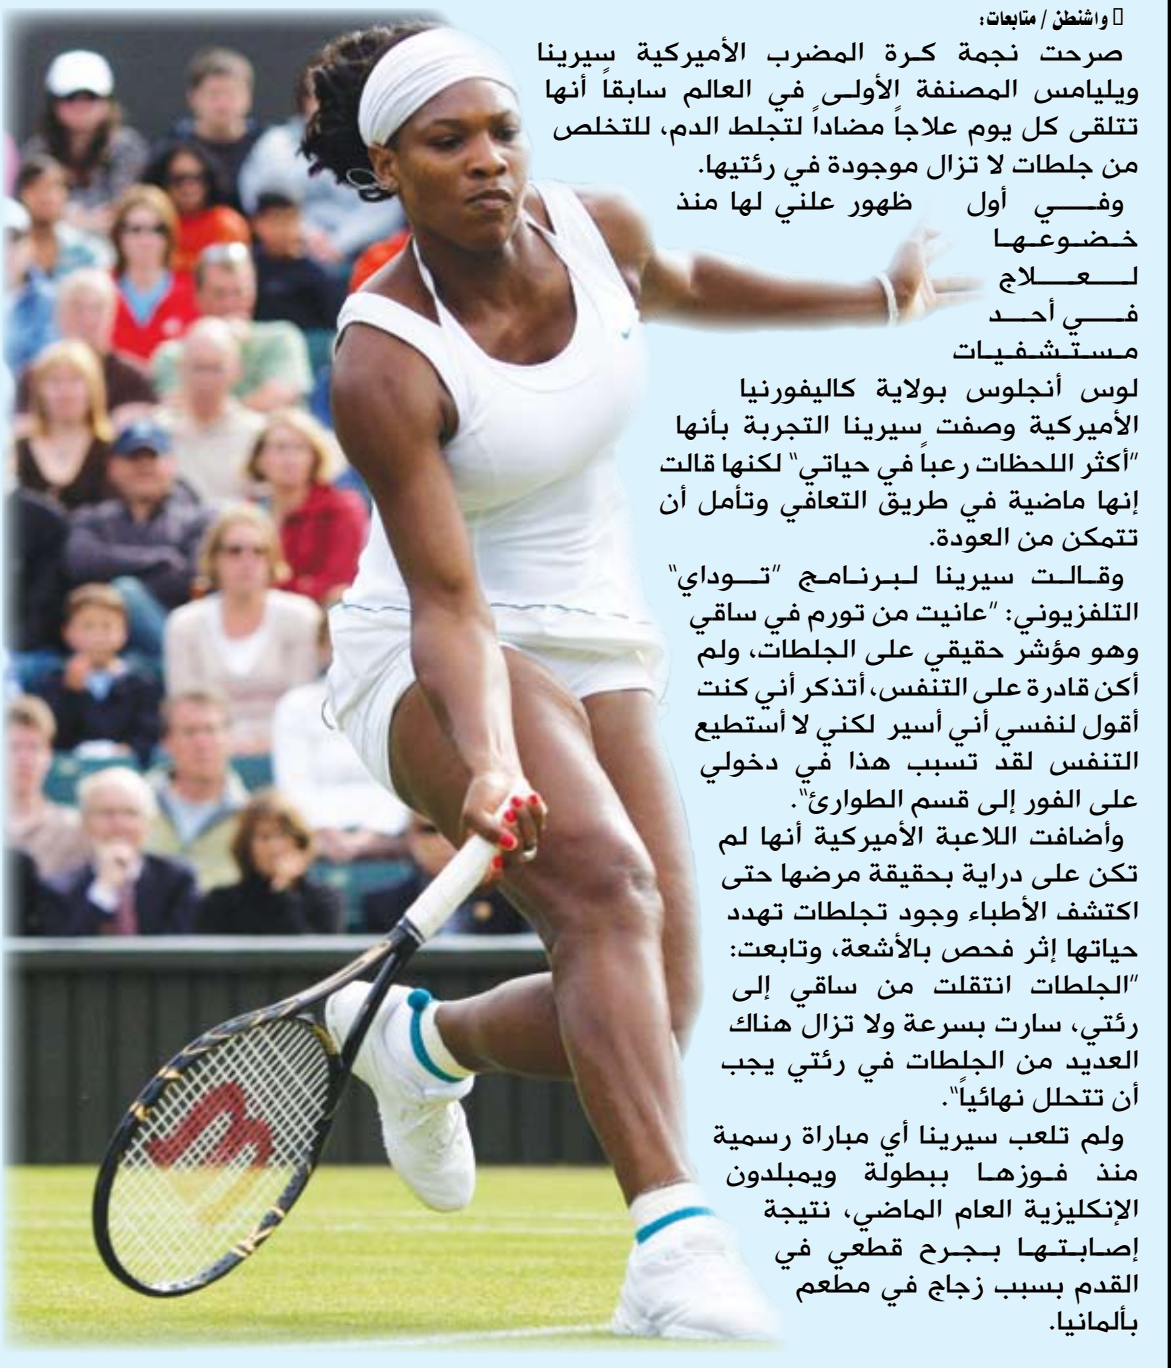 واشنطن / متابعات:
صرحت نجمة كرة المضرب الأميركية سيرينا
ويليامس المصنفة الأولى في العالم سابقاً أنها
تتلقى كل يوم علاجاً مضاداً لتجلط الدم، للتخلص
من جلطات لا تزال موجودة في رئتيها.
وفي أول ظهور علني لها منذ
خضوعها
لعلاج
في أحد
مستشفيات
لوس أنجلوس بولاية كاليفورنيا
الأميركية وصفت سيرينا التجربة بأنها
"أكثر اللحظات رعباً في حياتي" لكنها قالت
إنها ماضية في طريق التعافي وتأمل أن
تتمكن من العودة.
وقالت سيرينا لبرنامج "توداي"
التلفزيوني: "عانيت من تورم في ساقي
وهو مؤشر حقيقي على الجلطات، ولم
أكن قادرة على التنفس، أتذكر أني كنت
أقول لنفسي أني أسير لكني لا أستطيع
التنفس لقد تسبب هذا في دخولي
على الفور إلى قسم الطوارئ".
وأضافت اللاعبة الأميركية أنها لم
تكن على دراية بحقيقة مرضها حتى
اكتشف الأطباء وجود تجلطات تهدد
حياتها إثر فحص بالأشعة، وتابعت:
"الجلطات انتقلت من ساقي إلى
رئتي، سارت بسرعة ولا تزال هناك
العديد من الجلطات في رئتي يجب
أن تتحلل نهائياً".
ولم تلعب سيرينا أي مباراة رسمية
منذ فوزها ببطولة ويمبلدون
الإنكليزية العام الماضي، نتيجة
إصابتها بجرح قطعي في
القدم بسبب زجاج في مطعم
بألمانيا.